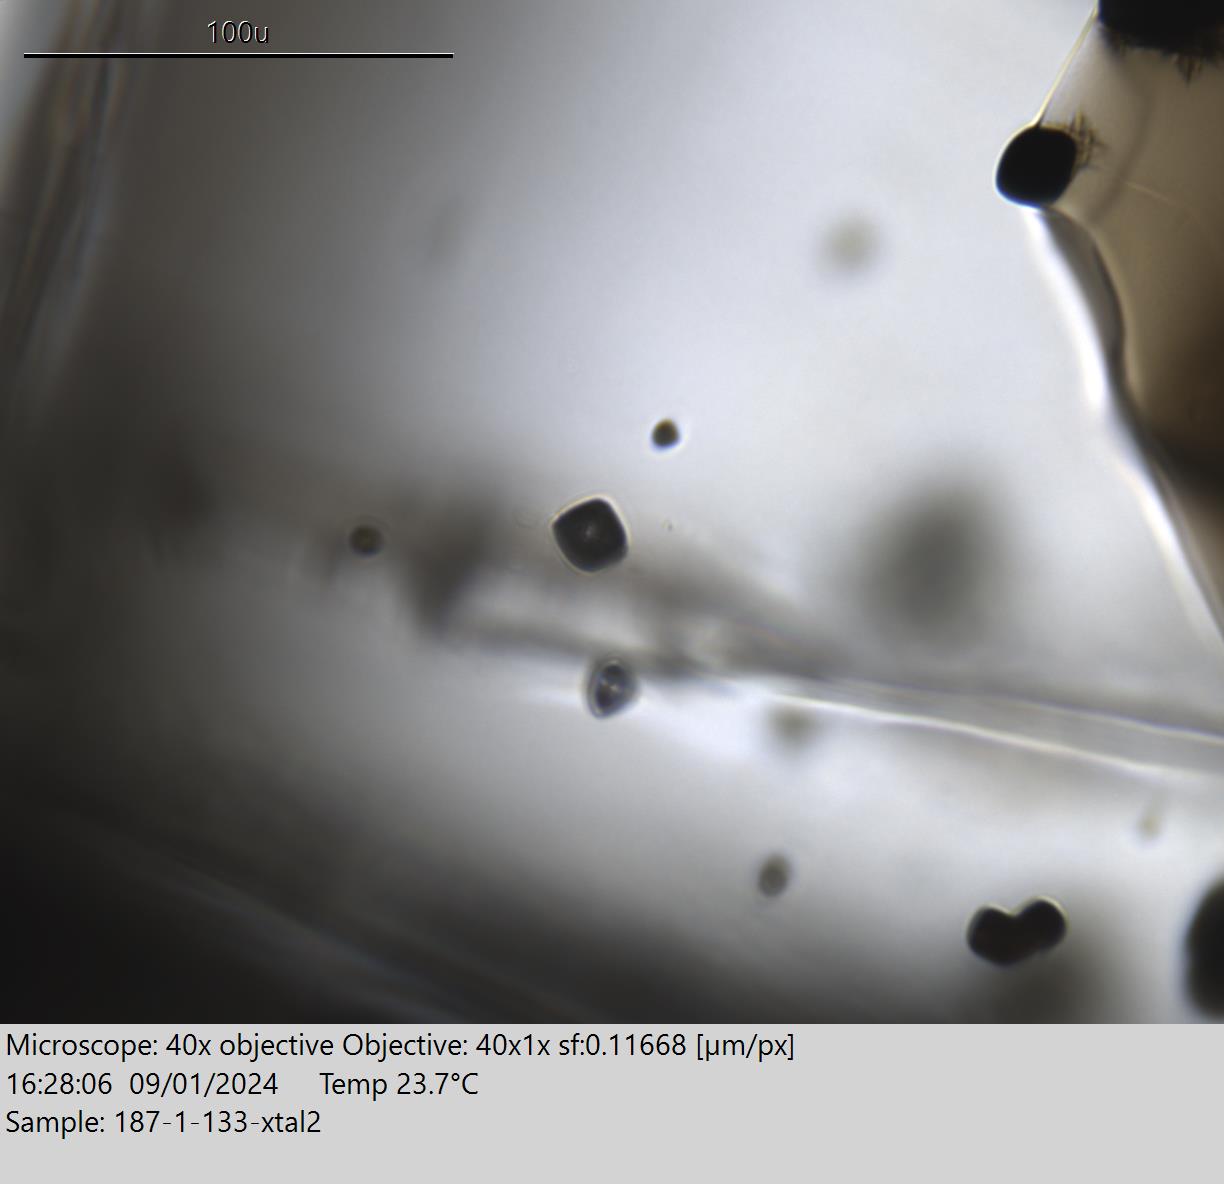 100u
Microscope: 40x objective Objective: 40x1x sf:0.11668 [µm/px]
16:28:06 09/01/2024 Temp 23.7°C
Sample: 187-1-133-xtal2